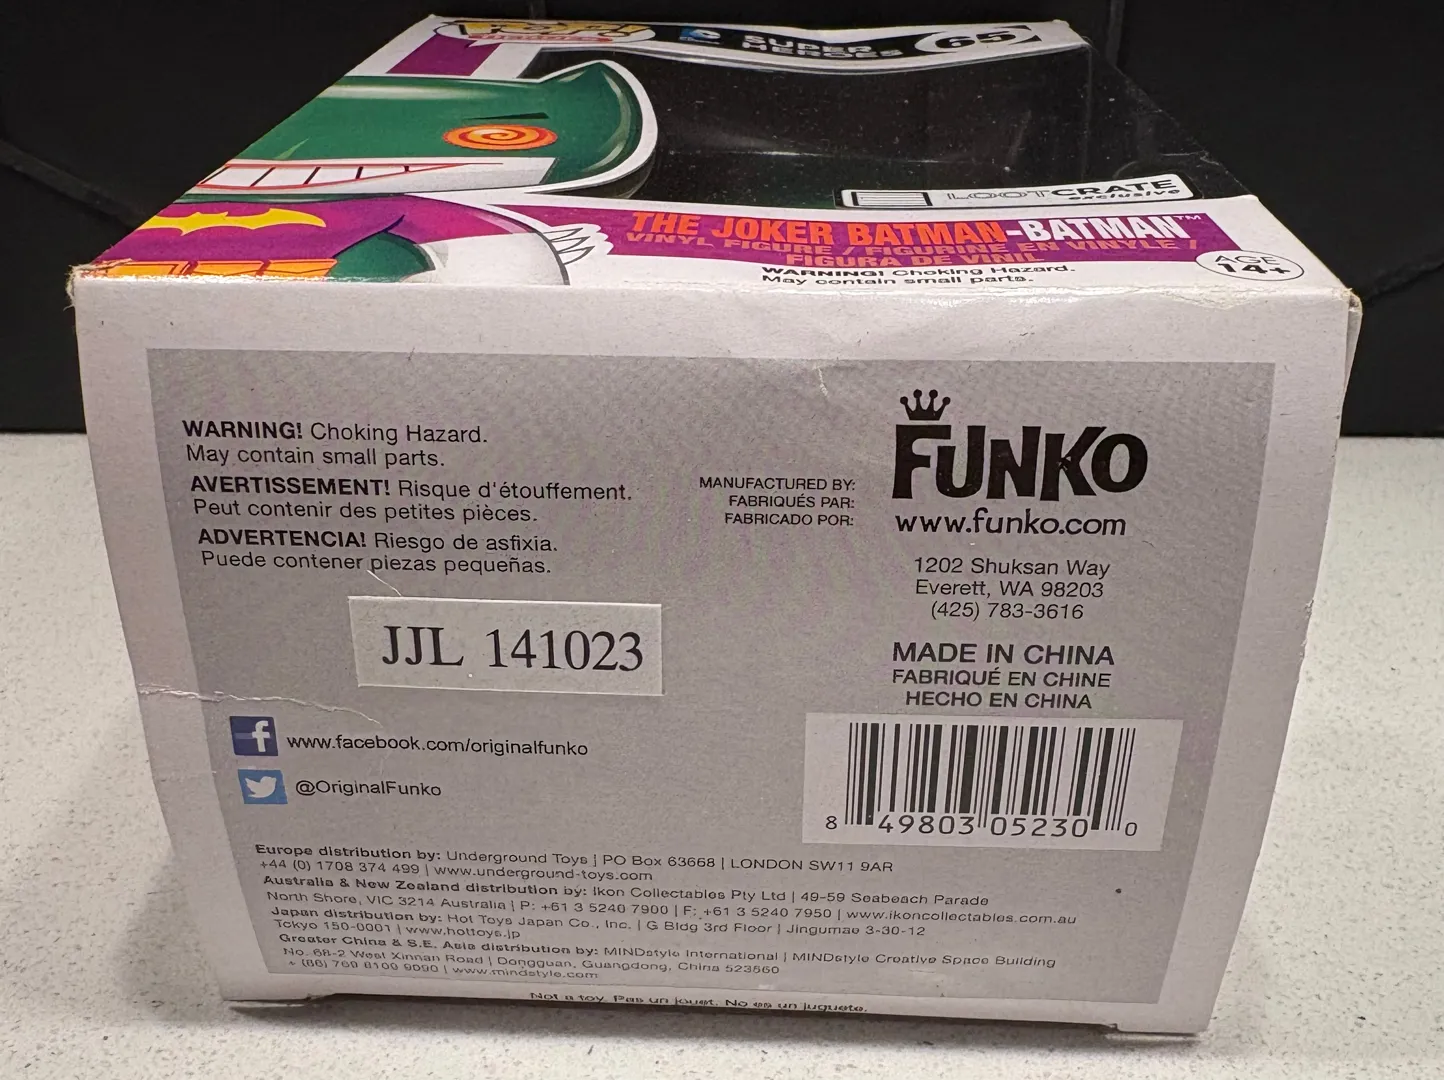 POP!
SUPER
HEROES
65
LOOTCRATE
exclusive
THE JOKER BATMAN-BATMAN™
VINYL FIGURE / FIGURINE EN VINYLE /
FIGURA DE VINIL
WARNING! Choking Hazard.
May contain small parts.
AGE
14+
WARNING! Choking Hazard.
May contain small parts.
AVERTISSEMENT! Risque d'étouffement.
Peut contenir des petites pièces.
ADVERTENCIA! Riesgo de asfixia.
Puede contener piezas pequeñas.
MANUFACTURED BY:
FABRIQUÉS PAR:
FABRICADO POR:
FUNKO
www.funko.com
1202 Shuksan Way
Everett, WA 98203
(425) 783-3616
MADE IN CHINA
FABRIQUÉ EN CHINE
HECHO EN CHINA
JJL 141023
www.facebook.com/originalfunko
@OriginalFunko
8 49803 05230 0
Europe distribution by: Underground Toys | PO Box 63668 | LONDON SW11 9AR
+44 (0) 1708 374 499 | www.underground-toys.com
Australia & New Zealand distribution by: Ikon Collectables Pty Ltd | 49-59 Seabeach Parade
North Shore, VIC 3214 Australia | P: +61 3 5240 7900 | F: +61 3 5240 7950 | www.ikoncollectables.com.au
Japan distribution by: Hot Toys Japan Co., Inc. | G Bldg 3rd Floor | Jingumae 3-30-12
Tokyo 150-0001 | www.hottoys.jp
Greater China & S.E. Asia distribution by: MINDstyle International | MINDstyle Creative Space Building
No. 68-2 West Xinnan Road | Dongguan, Guangdong, China 523560
+ (86) 769 8109 9090 | www.mindstyle.com
Not a toy. Pas un jouet. No es un juguete.